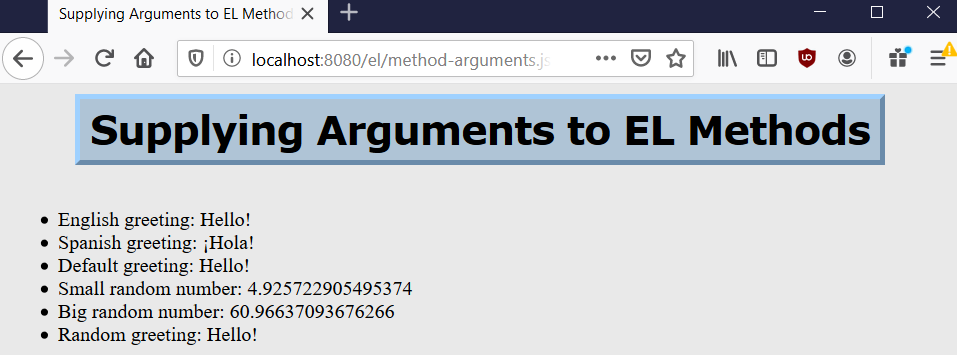 Supplying Arguments to EL Method
localhost:8080/el/method-arguments.js
Supplying Arguments to EL Methods
English greeting: Hello!
Spanish greeting: ¡Hola!
Default greeting: Hello!
Small random number: 4.925722905495374
Big random number: 60.96637093676266
Random greeting: Hello!